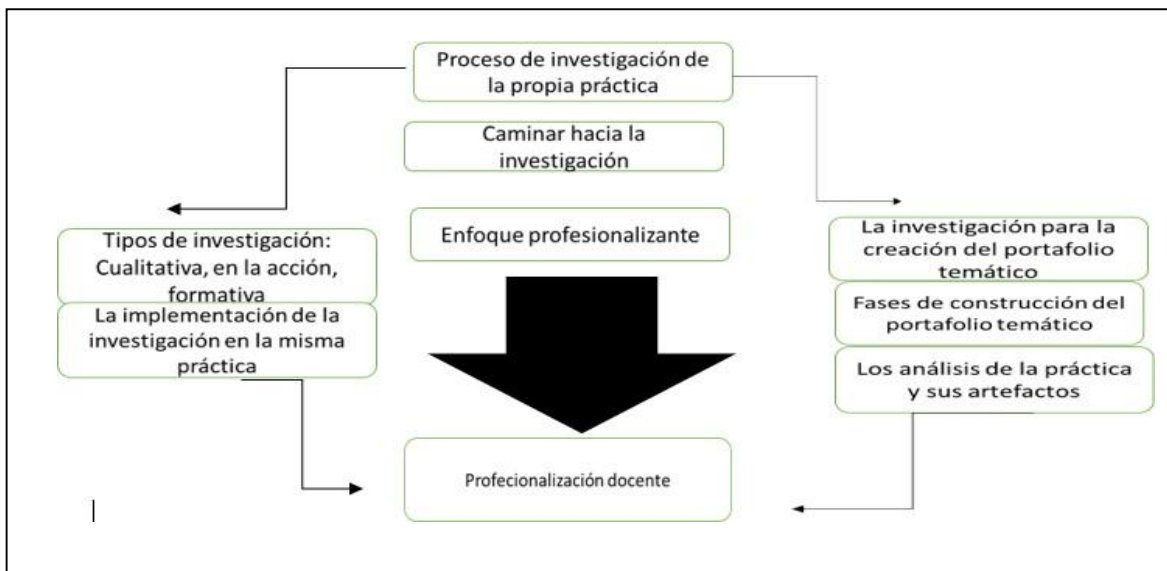 Proceso de investigación de
la propia práctica
Caminar hacia la
investigación
Enfoque profesionalizante
Tipos de investigación:
Cualitativa, en la acción,
formativa
La implementación de la
investigación en la misma
práctica
La investigación para la
creación del portafolio
temático
Fases de construcción del
portafolio temático
Los análisis de la práctica
y sus artefactos
Profecionalización docente